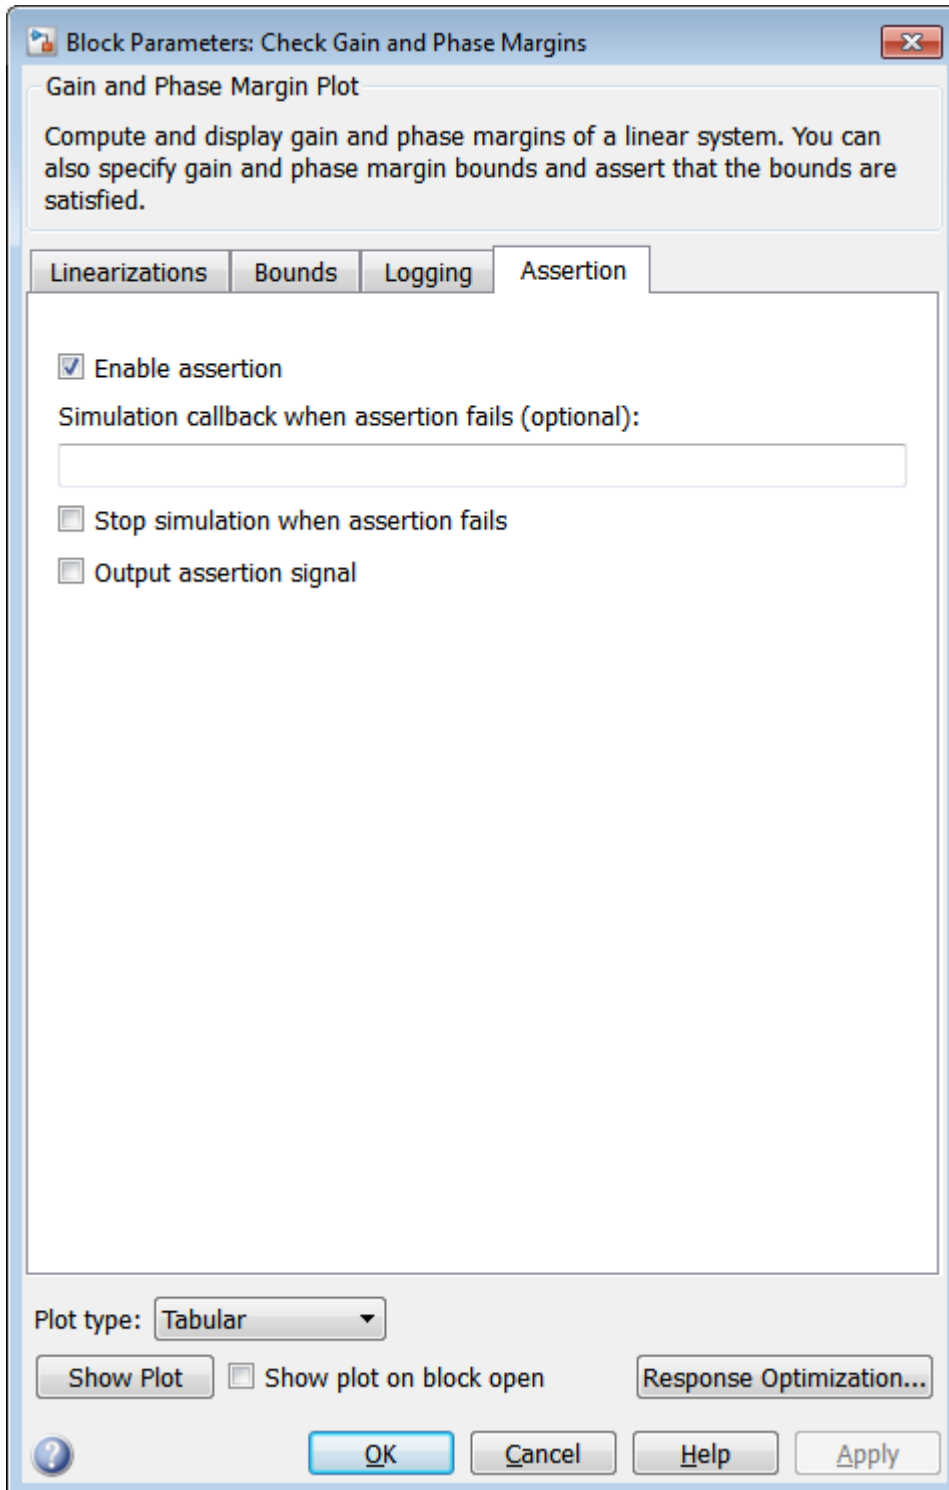 Block Parameters: Check Gain and Phase Margins
Gain and Phase Margin Plot
Compute and display gain and phase margins of a linear system. You can
also specify gain and phase margin bounds and assert that the bounds are
satisfied.
Linearizations Bounds Logging Assertion
Enable assertion
Simulation callback when assertion fails (optional):
Stop simulation when assertion fails
Output assertion signal
Plot type: Tabular
Show Plot Show plot on block open Response Optimization...
? OK Cancel Help Apply